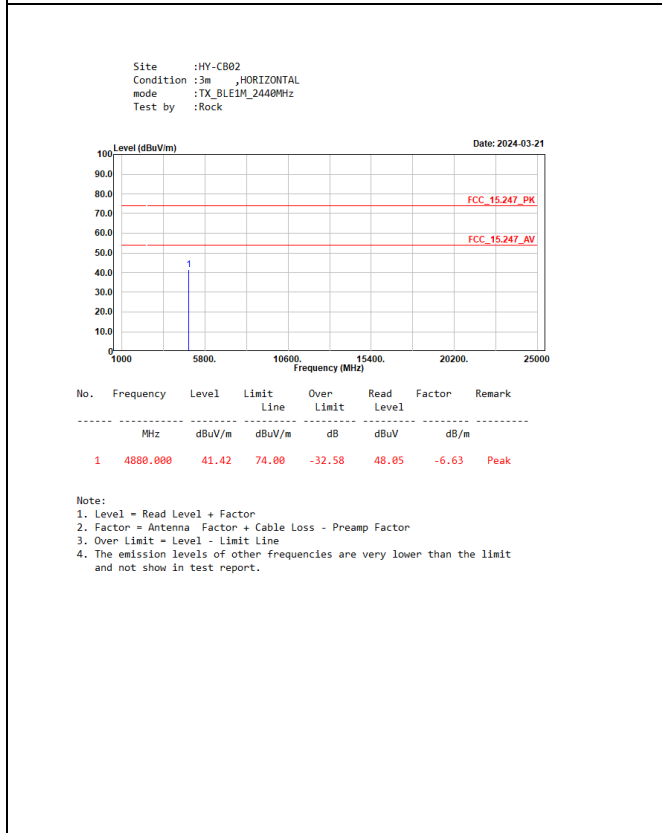 Site      :HY-CB02
Condition :3m    ,HORIZONTAL
mode      :TX_BLE1M_2440MHz
Test by   :Rock
Level (dBuV/m)
Date: 2024-03-21
100
90.0
80.0
FCC_15.247_PK
70.0
60.0
FCC_15.247_AV
50.0
1
40.0
30.0
20.0
10.0
0
1000 5800. 10600. 15400. 20200. 25000
Frequency (MHz)
No. Frequency Level Limit Over Read Factor Remark
Line Limit Level
------ ----------- -------- -------- --------- -------- -------- ---------
MHz dBuV/m dBuV/m dB dBuV dB/m
1 4880.000 41.42 74.00 -32.58 48.05 -6.63 Peak
Note:
1. Level = Read Level + Factor
2. Factor = Antenna  Factor + Cable Loss - Preamp Factor
3. Over Limit = Level - Limit Line
4. The emission levels of other frequencies are very lower than the limit
and not show in test report.